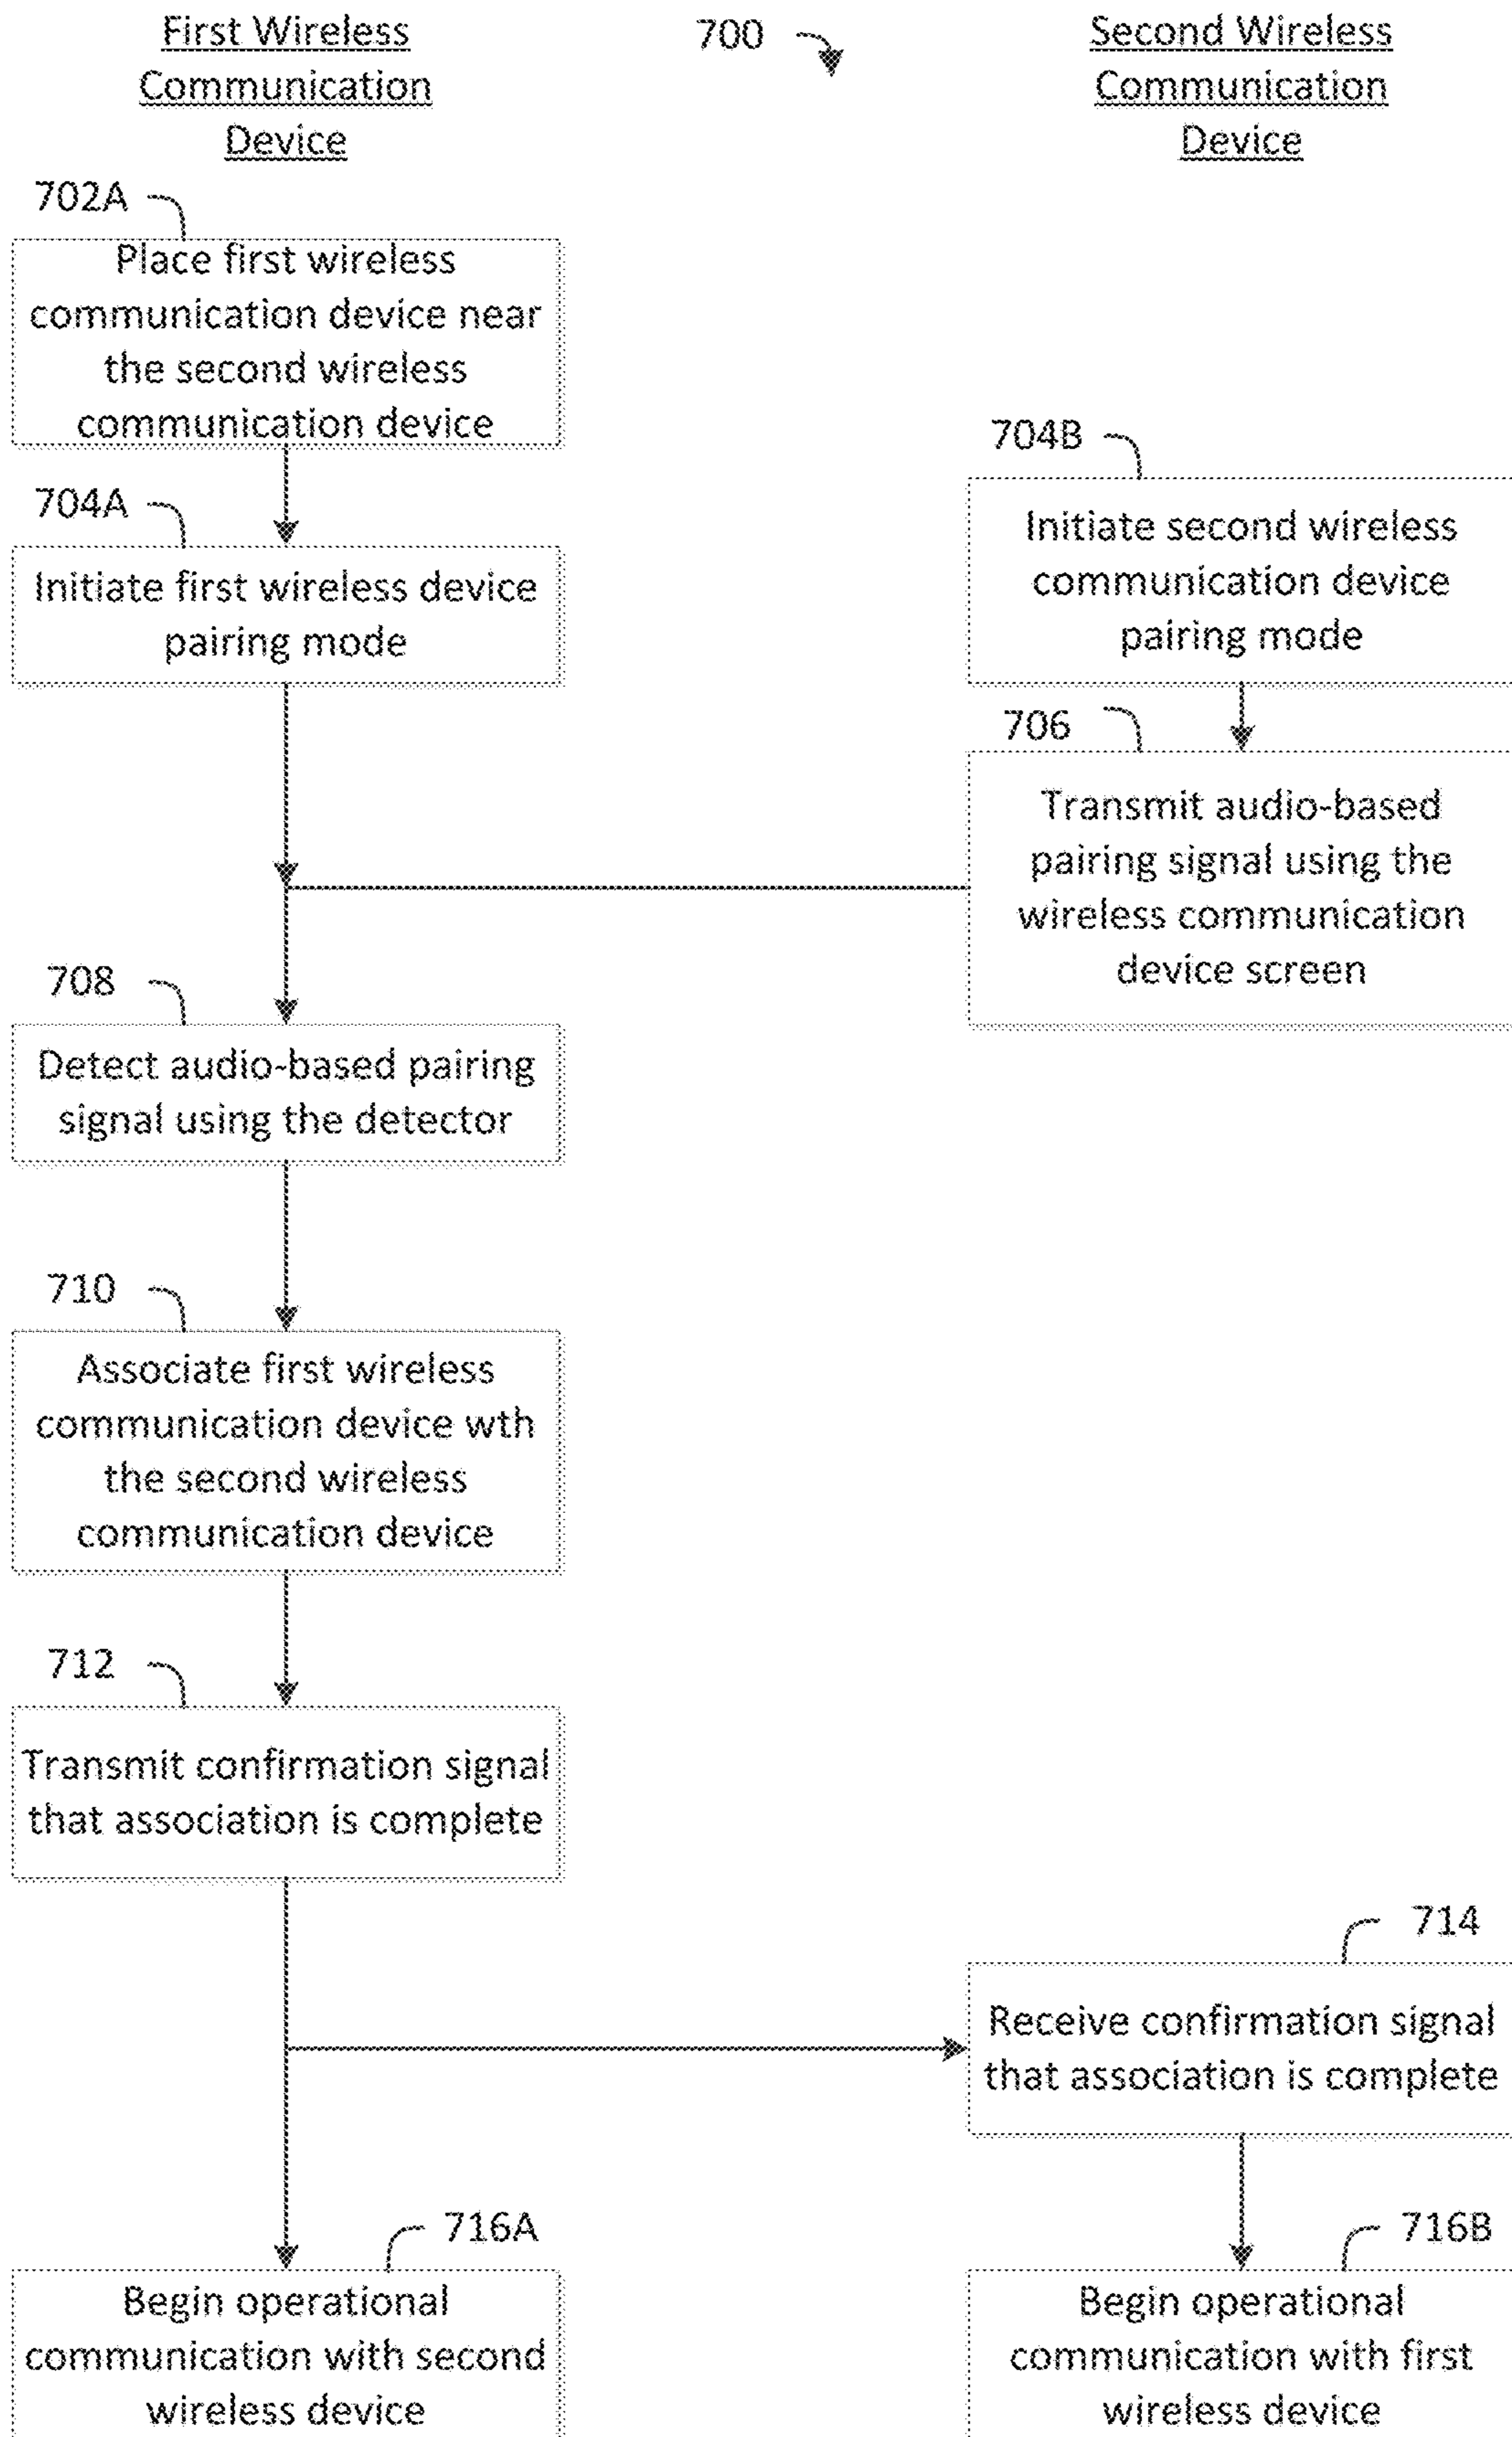 First Wireless
Communication
Device
700
Second Wireless
Communication
Device
702A
Place first wireless
communication device near
the second wireless
communication device
704A
Initiate first wireless device
pairing mode
704B
Initiate second wireless
communication device
pairing mode
706
Transmit audio-based
pairing signal using the
wireless communication
device screen
708
Detect audio-based pairing
signal using the detector
710
Associate first wireless
communication device wth
the second wireless
communication device
712
Transmit confirmation signal
that association is complete
714
Receive confirmation signal
that association is complete
716A
Begin operational
communication with second
wireless device
716B
Begin operational
communication with first
wireless device